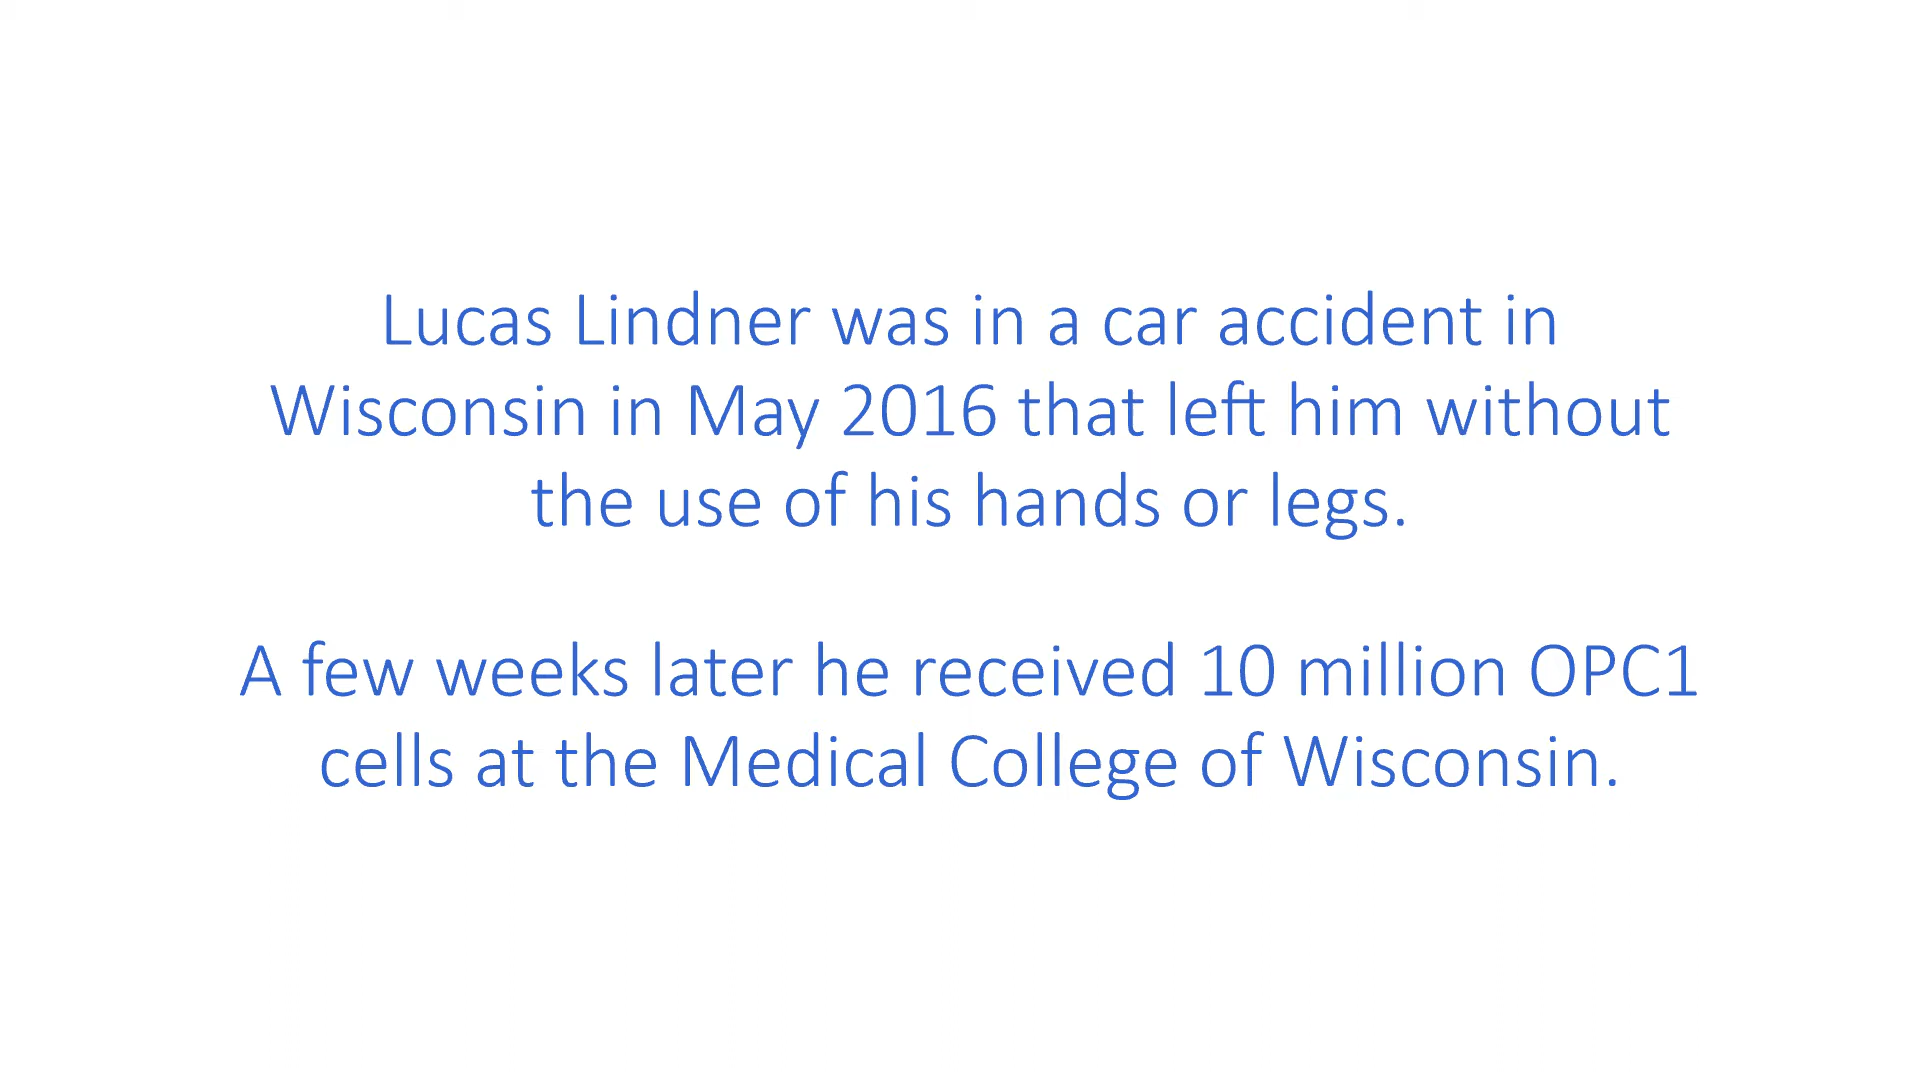 Lucas Lindner was in a car accident in
Wisconsin in May 2016 that left him without
the use of his hands or legs.
A few weeks later he received 10 million OPC1
cells at the Medical College of Wisconsin.